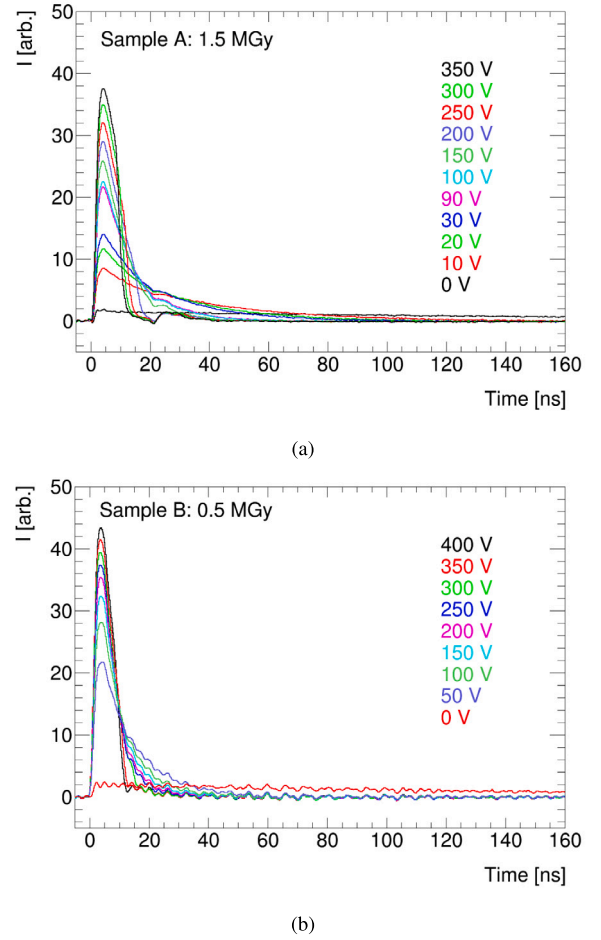 I [arb.]
50
Sample A: 1.5 MGy
40
30
20
10
0
350 V
300 V
250 V
200 V
150 V
100 V
90 V
30 V
20 V
10 V
0 V
0 20 40 60 80 100 120 140 160
Time [ns]
(a)
I [arb.]
50
Sample B: 0.5 MGy
40
30
20
10
0
400 V
350 V
300 V
250 V
200 V
150 V
100 V
50 V
0 V
0 20 40 60 80 100 120 140 160
Time [ns]
(b)